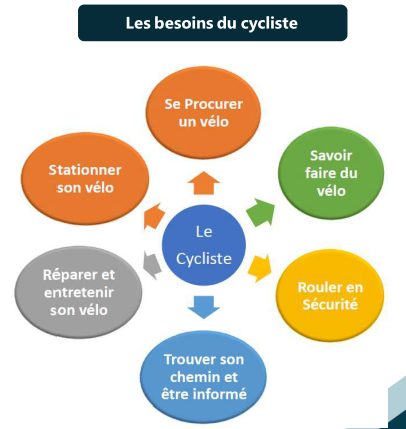 Les besoins du cycliste
Se Procurer
un vélo
Savoir
faire du
vélo
Rouler en
Sécurité
Trouver son
chemin et
être informé
Réparer et
entretenir
son vélo
Stationner
son vélo
Le
Cycliste